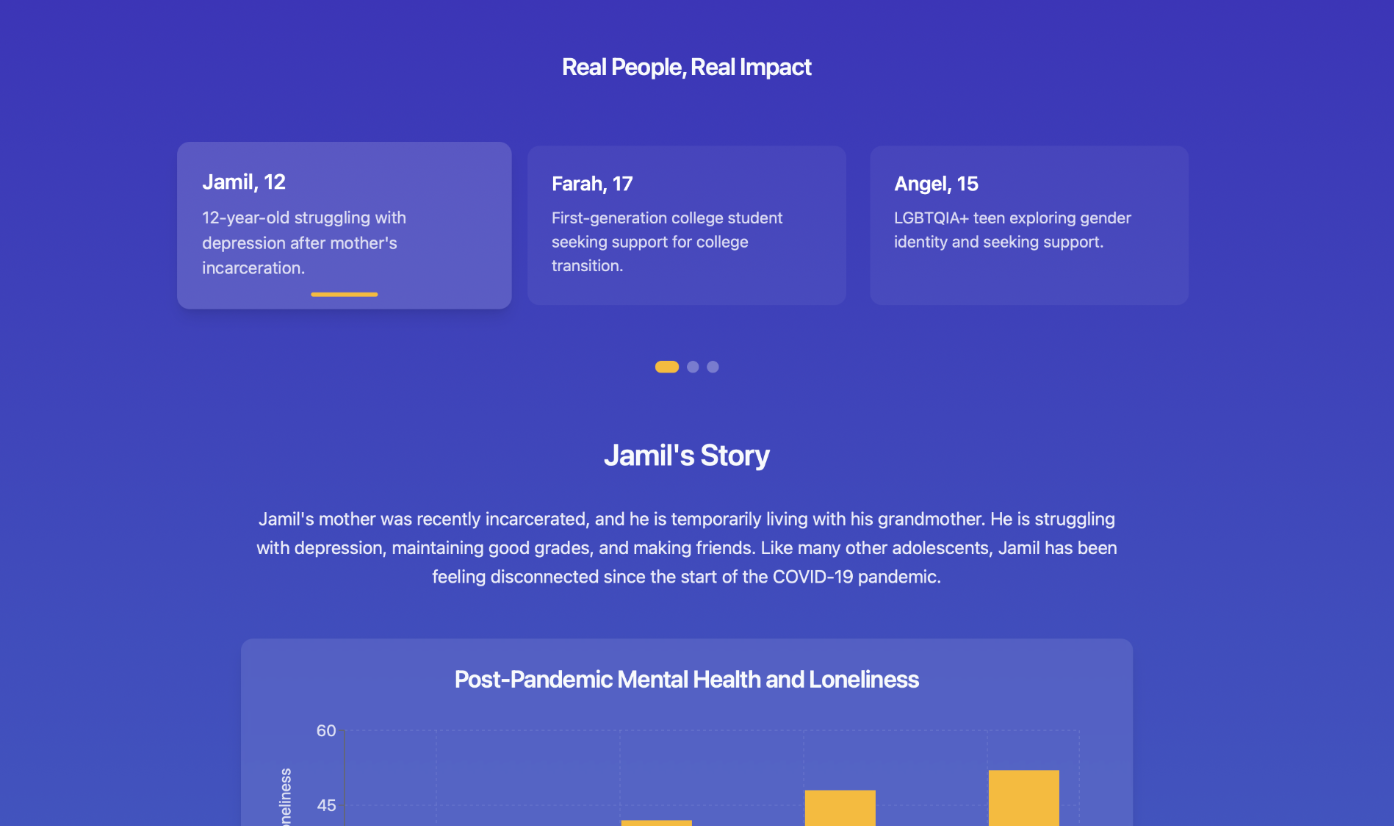 Real People, Real Impact
Jamil, 12
12-year-old struggling with
depression after mother's
incarceration.
Farah, 17
First-generation college student
seeking support for college
transition.
Angel, 15
LGBTQIA+ teen exploring gender
identity and seeking support.
Jamil's Story
Jamil's mother was recently incarcerated, and he is temporarily living with his grandmother. He is struggling
with depression, maintaining good grades, and making friends. Like many other adolescents, Jamil has been
feeling disconnected since the start of the COVID-19 pandemic.
Post-Pandemic Mental Health and Loneliness
60
45